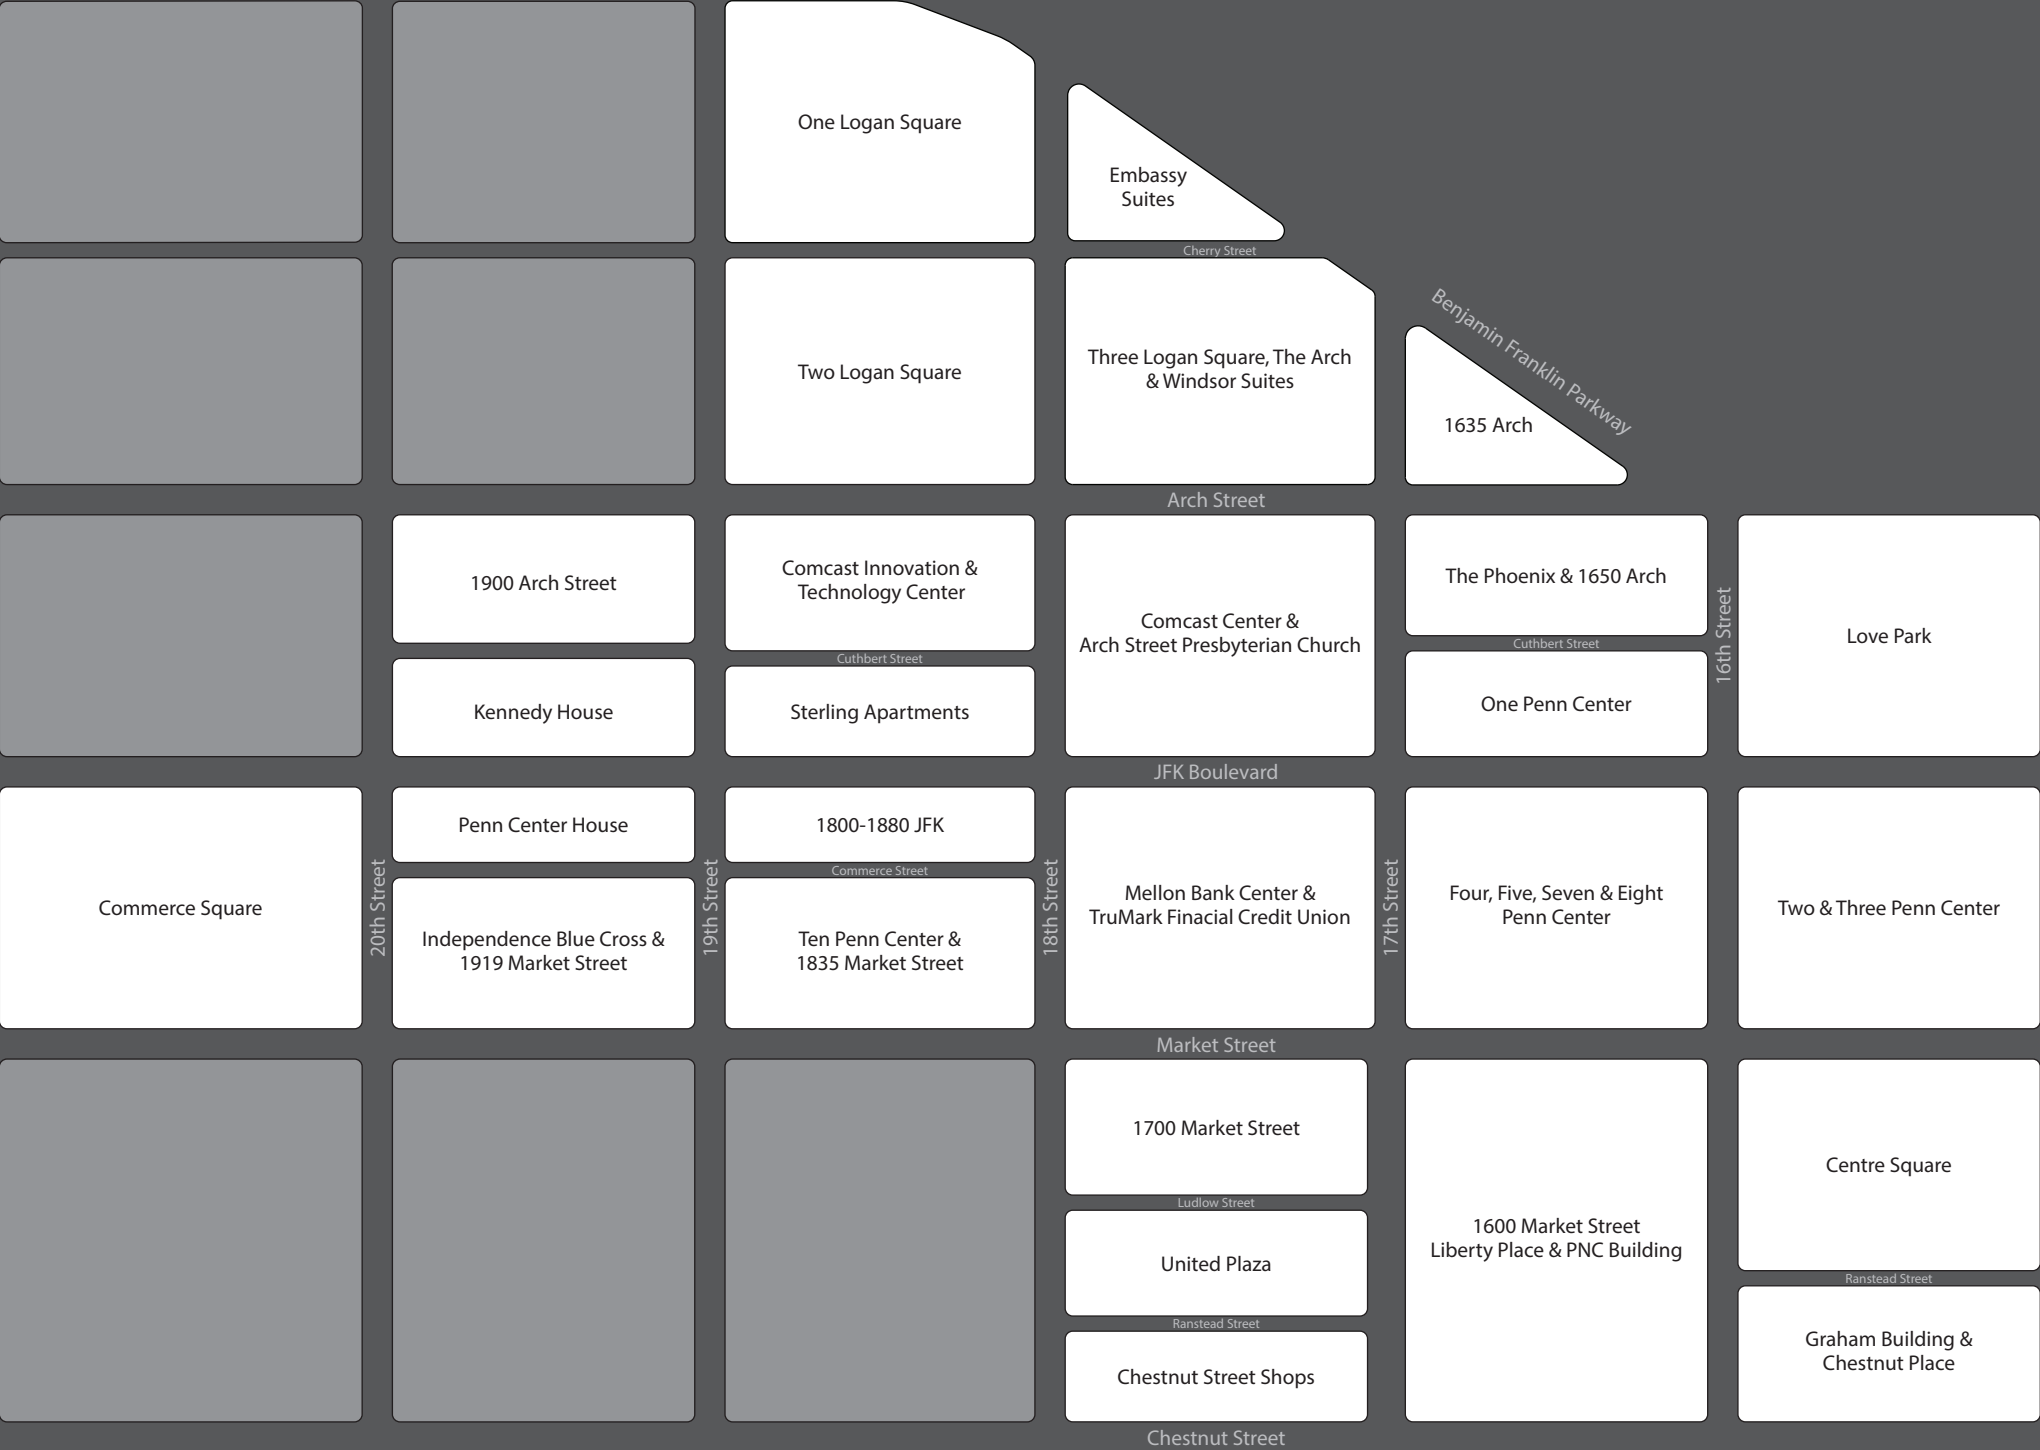 One Logan Square
Embassy
Suites
Cherry Street
Benjamin Franklin Parkway
Two Logan Square
Three Logan Square, The Arch
& Windsor Suites
1635 Arch
Arch Street
1900 Arch Street
Comcast Innovation &
Technology Center
Comcast Center &
Arch Street Presbyterian Church
The Phoenix & 1650 Arch
16th Street
Love Park
Cuthbert Street
Cuthbert Street
Kennedy House
Sterling Apartments
One Penn Center
JFK Boulevard
Commerce Square
20th Street
Penn Center House
19th Street
1800-1880 JFK
Commerce Street
18th Street
Mellon Bank Center &
TruMark Finacial Credit Union
17th Street
Four, Five, Seven & Eight
Penn Center
Two & Three Penn Center
Independence Blue Cross &
1919 Market Street
Ten Penn Center &
1835 Market Street
Market Street
1700 Market Street
Centre Square
Ludlow Street
1600 Market Street
Liberty Place & PNC Building
United Plaza
Ranstead Street
Ranstead Street
Graham Building &
Chestnut Place
Chestnut Street Shops
Chestnut Street